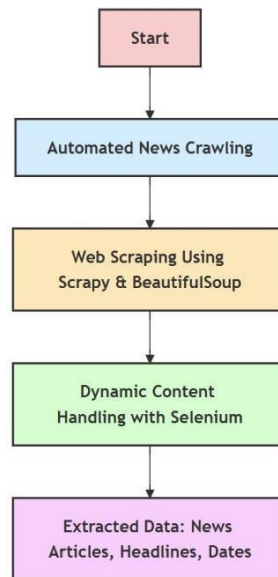 Start
Automated News Crawling
Web Scraping Using
Scrapy & BeautifulSoup
Dynamic Content
Handling with Selenium
Extracted Data: News
Articles, Headlines, Dates